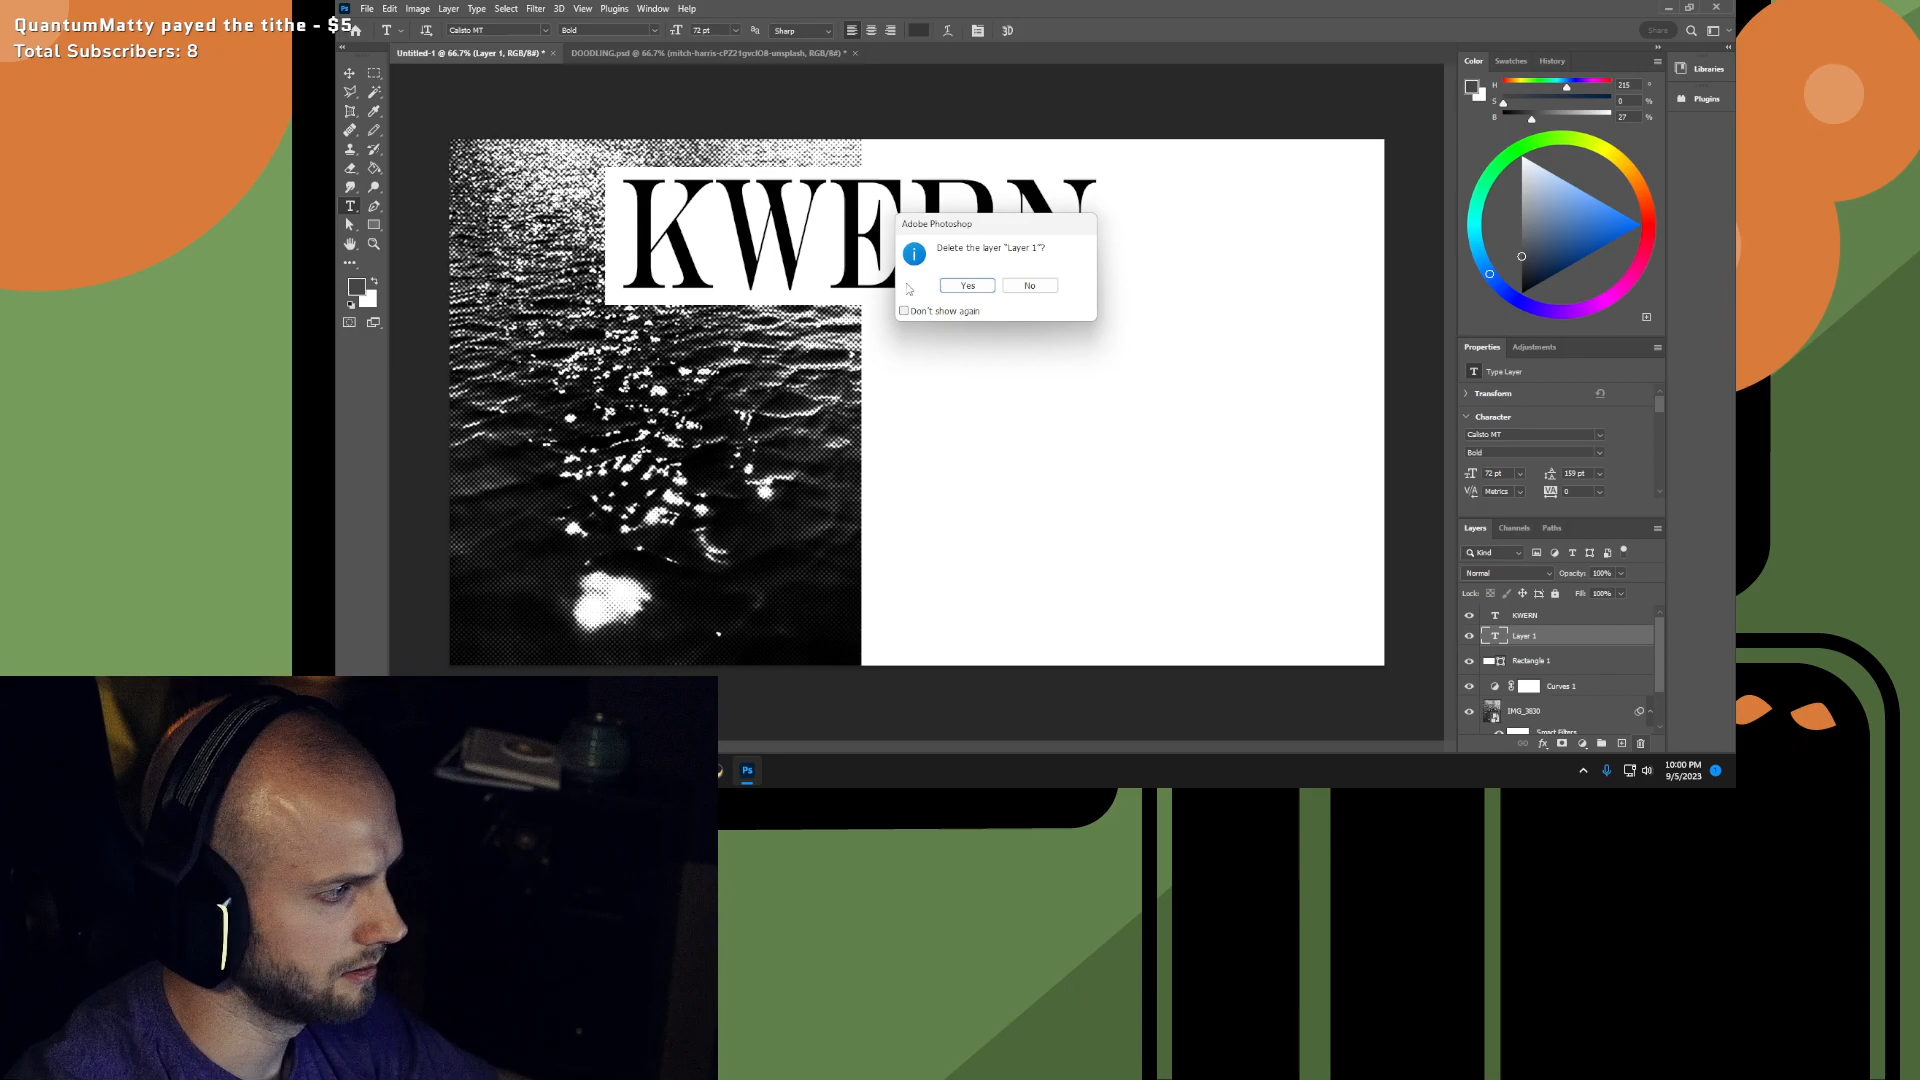 QuantumMatty payed the tithe - $5
Total Subscribers: 8
File Edit Image Layer Type Select Filter 3D View Plugins Window Help
Calisto MT Bold 72 pt Sharp 3D Share
Untitled-1 @ 66.7% (Layer 1, RGB/8#) * DOODLING.psd @ 66.7% (mitch-harris-cPZ21gvclO8-unsplash, RGB/8#) *
Color Swatches History
Libraries
Plugins
H 215 °
S 0 %
B 27 %
KWERN
Adobe Photoshop
Delete the layer "Layer 1"?
Yes No
Don't show again
Properties Adjustments
Type Layer
Transform
Character
Calisto MT
Bold
72 pt 159 pt
Metrics 0
Layers Channels Paths
Kind
Normal Opacity: 100%
Lock: Fill: 100%
KWERN
Layer 1
Rectangle 1
Curves 1
IMG_3830
Smart Filters
Ps
10:00 PM
9/5/2023